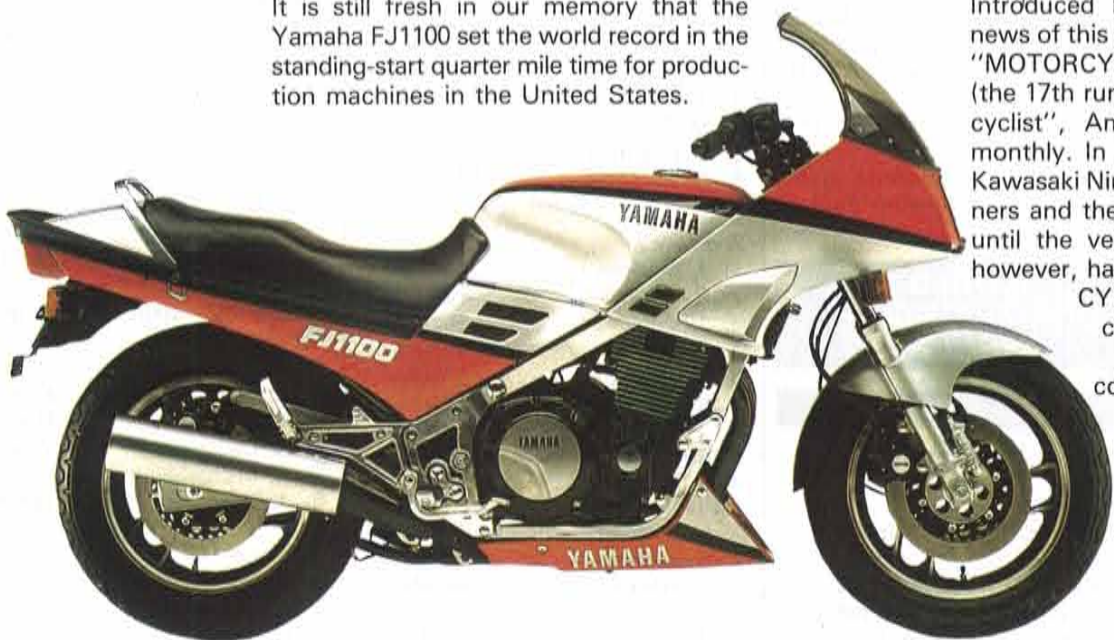 It is still fresh in our memory that the
Yamaha FJ1100 set the world record in the
standing-start quarter mile time for produc-
tion machines in the United States.
Introduced
news of this
"MOTORCY
(the 17th run
cyclist", Am
monthly. In
Kawasaki Nin
ners and the
until the ve
however, ha
CY
co
YAMAHA
FJ1100
YAMAHA
YAMAHA